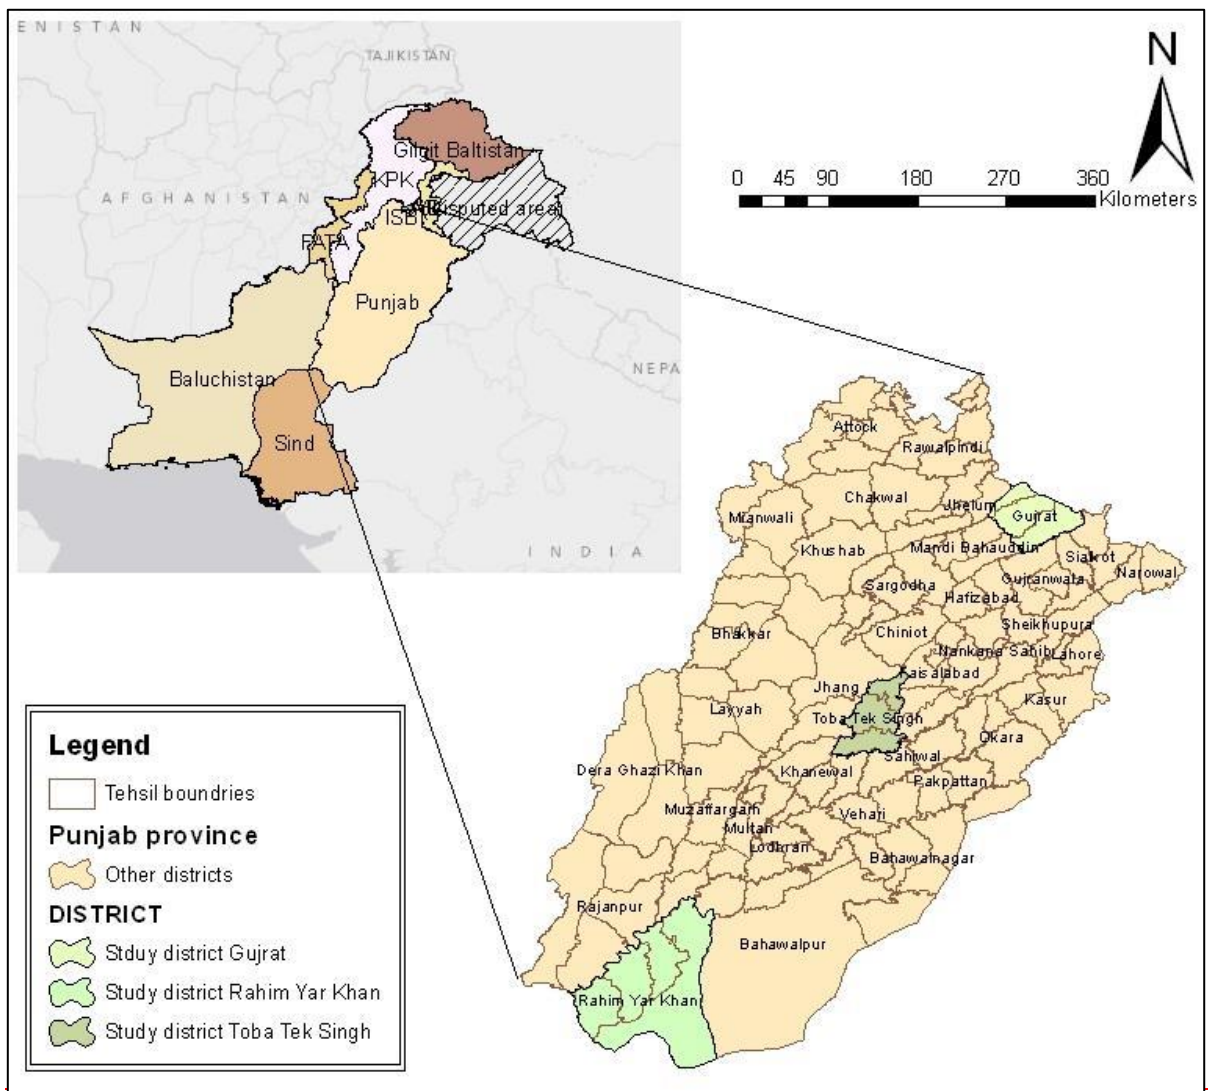 ENISTAN
TAJIKISTAN
AFGHANISTAN
Gilgit Baltistan
KPK
Disputed area
ISB
FATA
Punjab
NEPA
Baluchistan
Sind
INDIA
N
0 45 90 180 270 360
Kilometers
Attock
Rawalpindi
Chakwal
Jhelum
Gujrat
Mianwali
Khushab
Mandi Bahauddin
Sialkot
Sargodha
Gujranwala
Narowal
Hafizabad
Bhakkar
Chiniot
Sheikhupura
Nankana Sahib
Lahore
Faisalabad
Jhang
Kasur
Layyah
Toba Tek Singh
Okara
Sahiwal
Dera Ghazi Khan
Khanewal
Pakpattan
Muzaffargarh
Vehari
Multan
Lodhran
Bahawalnagar
Rajanpur
Bahawalpur
Rahim Yar Khan
Legend
Tehsil boundries
Punjab province
Other districts
DISTRICT
Stduy district Gujrat
Study district Rahim Yar Khan
Study district Toba Tek Singh